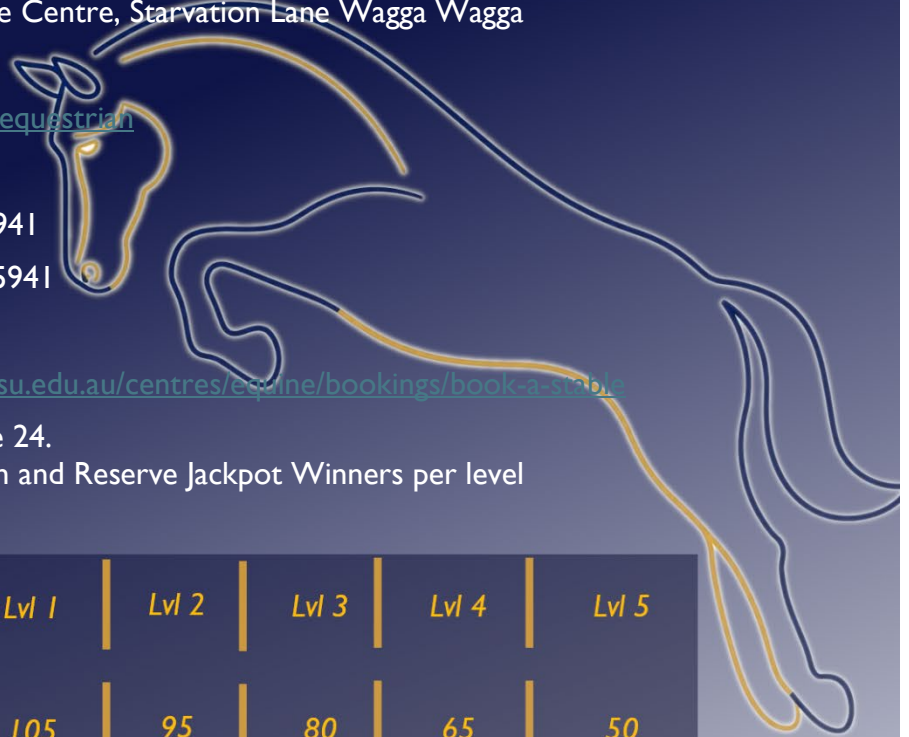 e Centre, Starvation Lane Wagga Wagga
equestrian
941
5941
su.edu.au/centres/equine/bookings/book-a-stable
e 24.
n and Reserve Jackpot Winners per level
Lvl 1 Lvl 2 Lvl 3 Lvl 4 Lvl 5
105 95 80 65 50